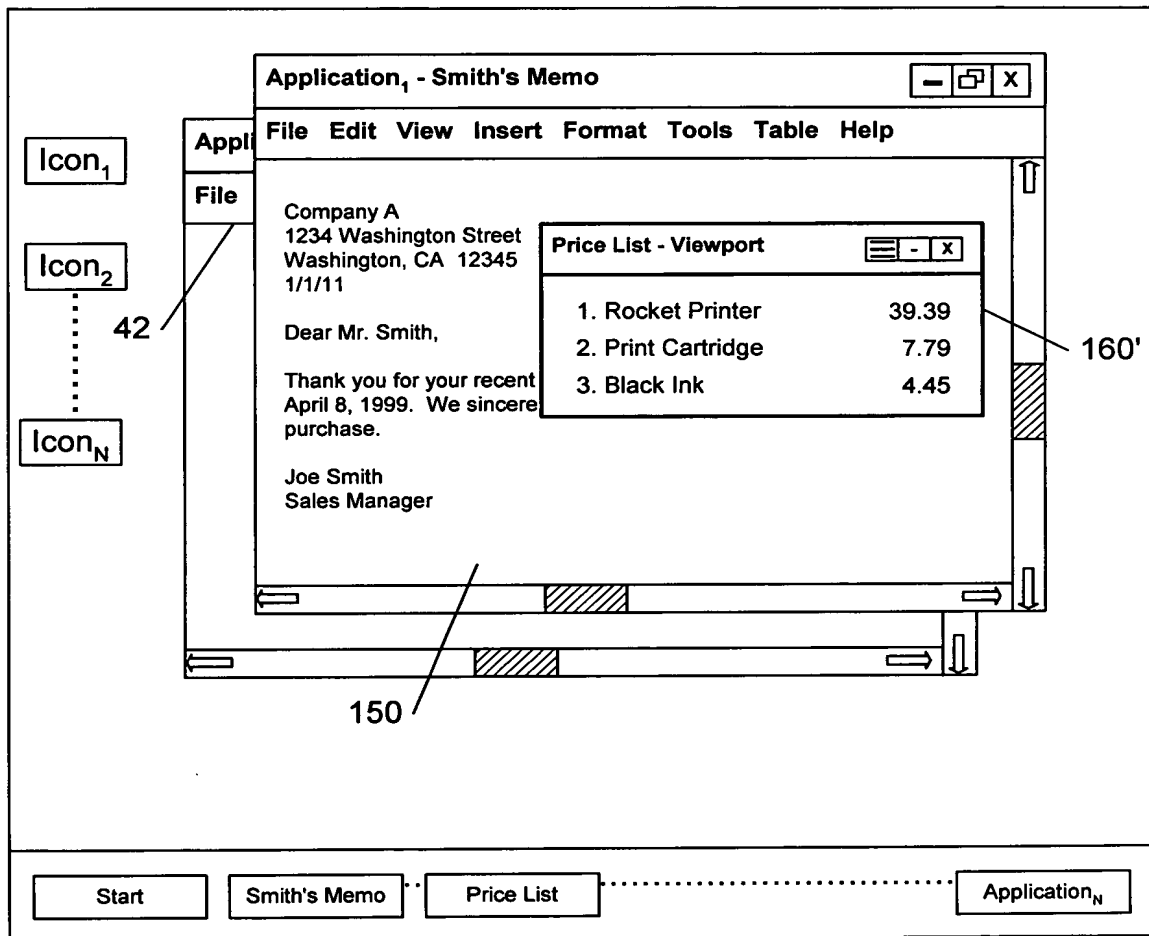 Application1 - Smith's Memo
- X
File Edit View Insert Format Tools Table Help
Appli
File
Icon1
Icon2
IconN
42
Company A
1234 Washington Street
Washington, CA 12345
1/1/11
Dear Mr. Smith,
Thank you for your recent
April 8, 1999. We sincere
purchase.
Joe Smith
Sales Manager
Price List - Viewport
- X
1. Rocket Printer 39.39
2. Print Cartridge 7.79
3. Black Ink 4.45
160'
150
Start
Smith's Memo
Price List
ApplicationN